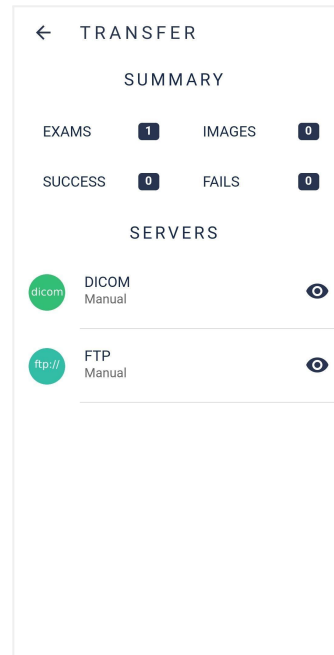 TRANSFER
SUMMARY
EXAMS 1 IMAGES 0
SUCCESS 0 FAILS 0
SERVERS
dicom DICOM
Manual
ftp:// FTP
Manual